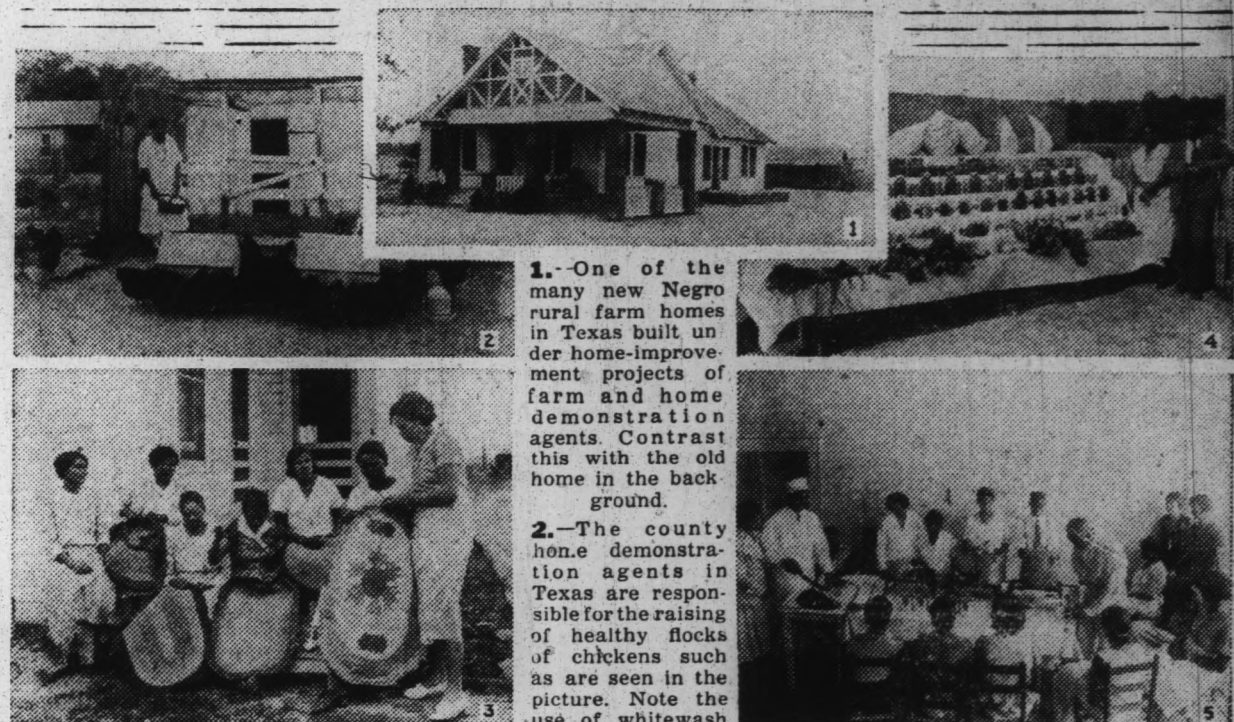 1
2
4
3
5
1.--One of the
many new Negro
rural farm homes
in Texas built un
der home-improve-
ment projects of
farm and home
demonstration
agents. Contrast
this with the old
home in the back
ground.
2.—The county
hon.e demonstra-
tion agents in
Texas are respon-
sible for the raising
of healthy flocks
of chickens such
as are seen in the
picture. Note the
use of whitewash